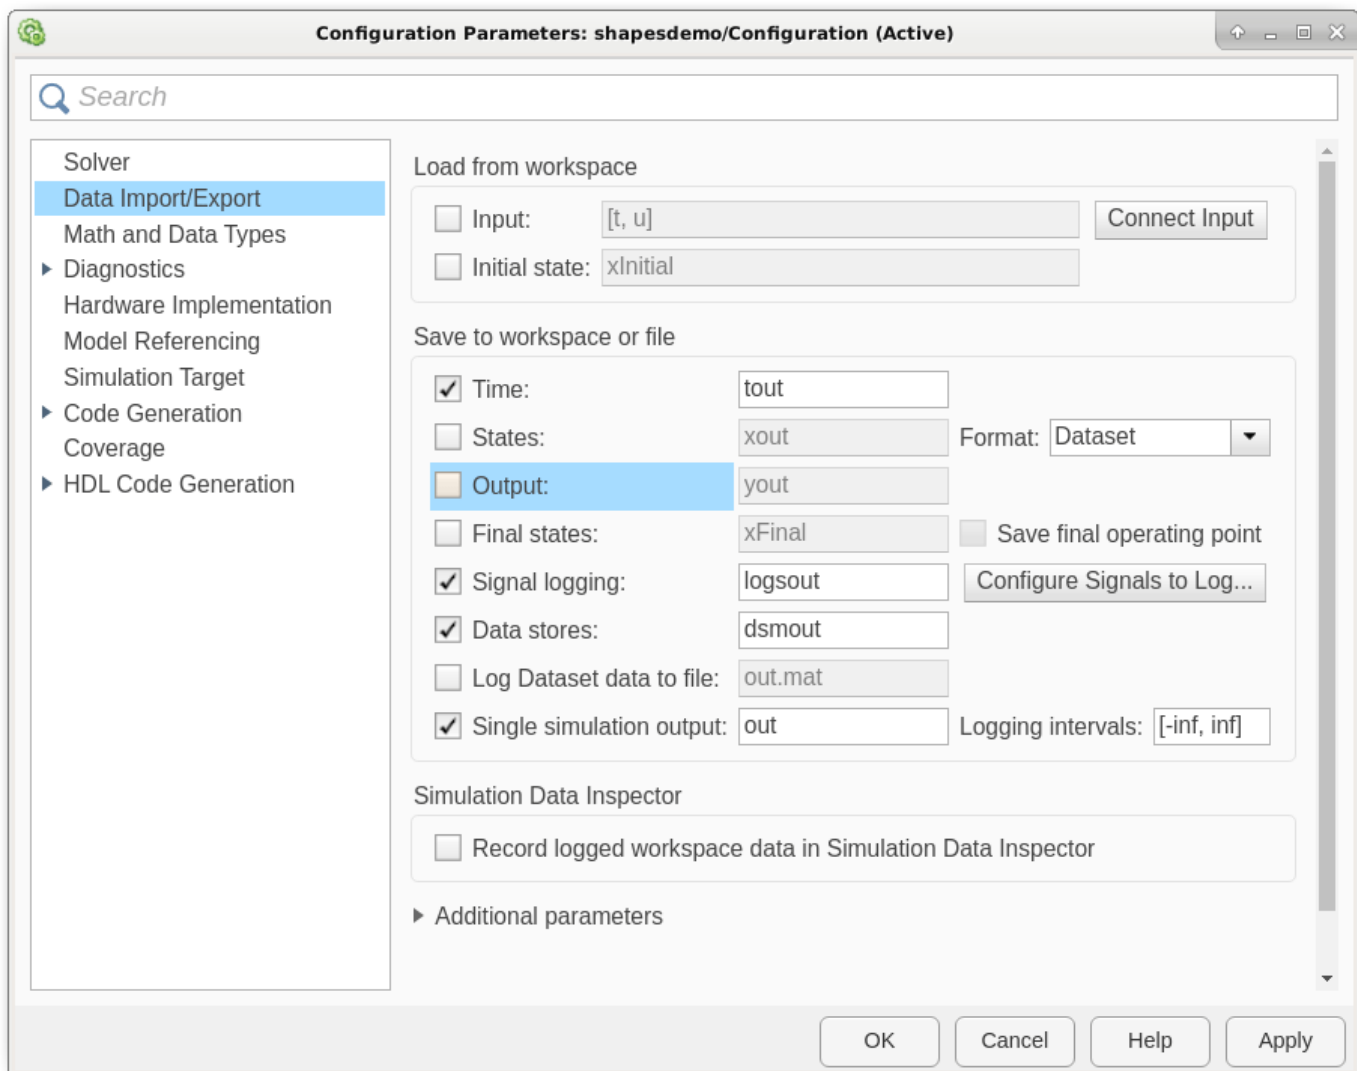 Configuration Parameters: shapesdemo/Configuration (Active)
Search
Solver
Data Import/Export
Math and Data Types
Diagnostics
Hardware Implementation
Model Referencing
Simulation Target
Code Generation
Coverage
HDL Code Generation
Load from workspace
Input: [t, u] Connect Input
Initial state: xInitial
Save to workspace or file
Time: tout
States: xout Format: Dataset
Output: yout
Final states: xFinal Save final operating point
Signal logging: logsout Configure Signals to Log...
Data stores: dsmout
Log Dataset data to file: out.mat
Single simulation output: out Logging intervals: [-inf, inf]
Simulation Data Inspector
Record logged workspace data in Simulation Data Inspector
Additional parameters
OK Cancel Help Apply